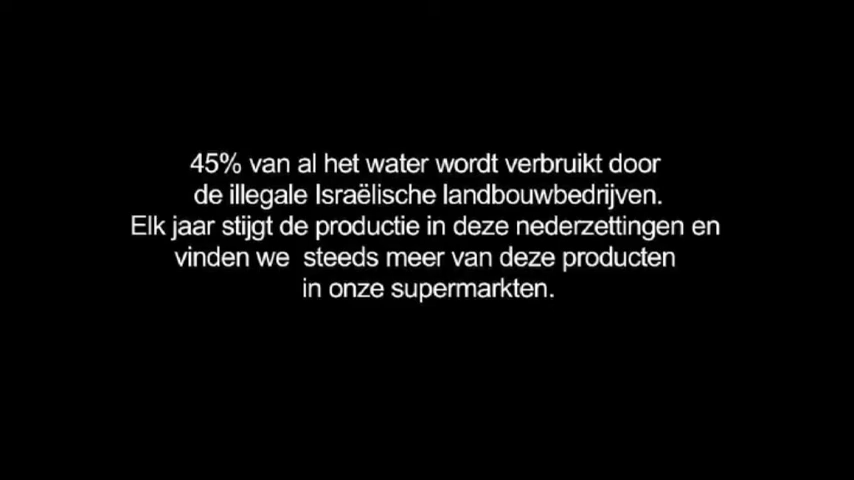 45% van al het water wordt verbruikt door
de illegale Israëlische landbouwbedrijven.
Elk jaar stijgt de productie in deze nederzettingen en
vinden we  steeds meer van deze producten
in onze supermarkten.